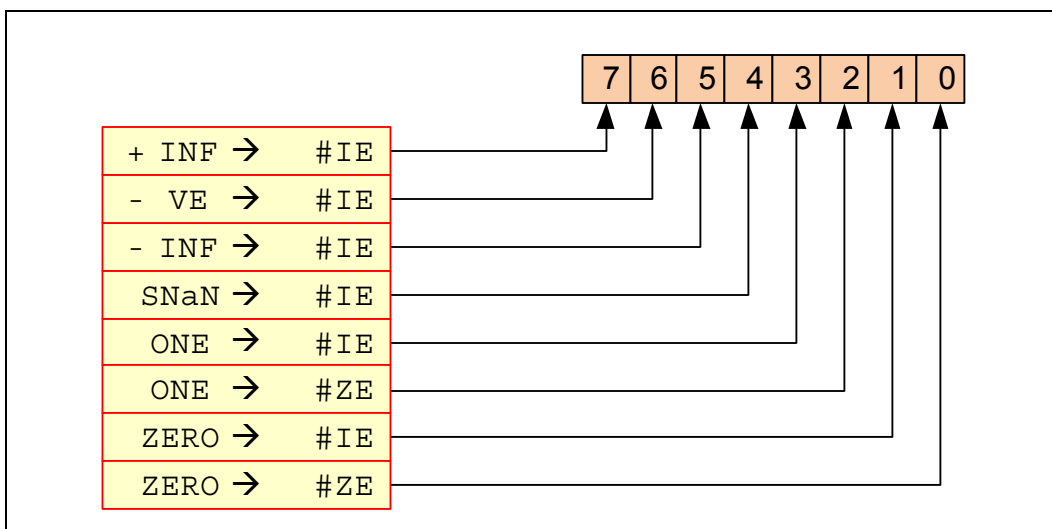 7 6 5 4 3 2 1 0
+ INF → #IE
- VE → #IE
- INF → #IE
SNaN → #IE
ONE → #IE
ONE → #ZE
ZERO → #IE
ZERO → #ZE